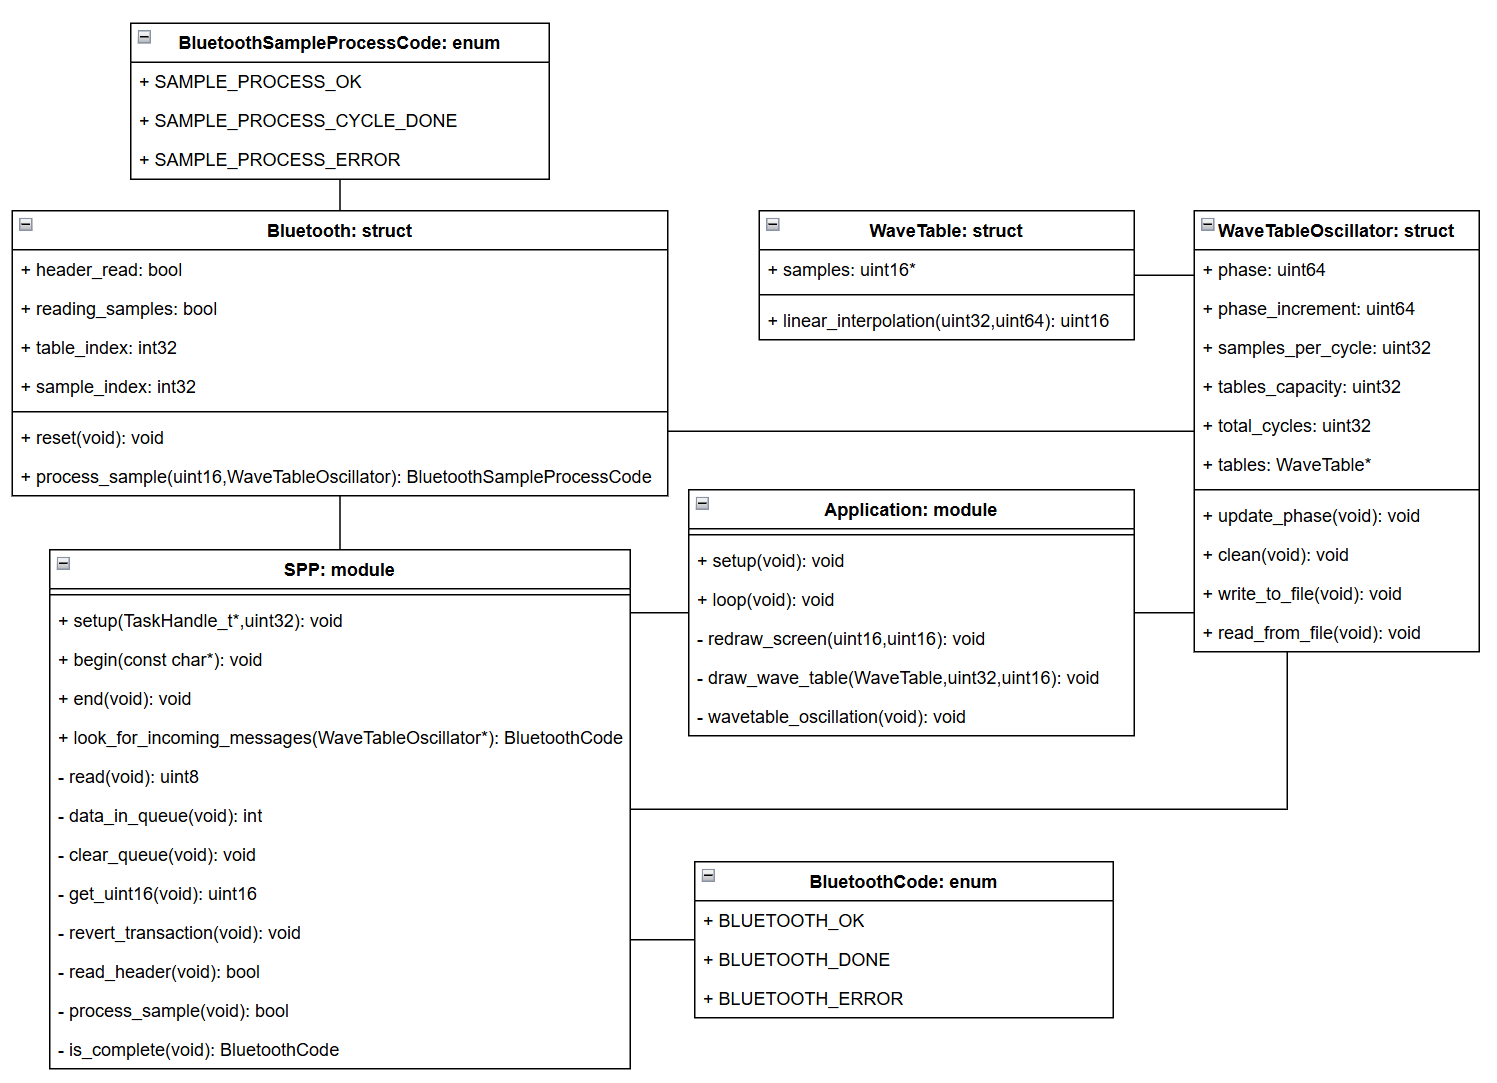 BluetoothSampleProcessCode: enum
+ SAMPLE_PROCESS_OK
+ SAMPLE_PROCESS_CYCLE_DONE
+ SAMPLE_PROCESS_ERROR
Bluetooth: struct
+ header_read: bool
+ reading_samples: bool
+ table_index: int32
+ sample_index: int32
+ reset(void): void
+ process_sample(uint16,WaveTableOscillator): BluetoothSampleProcessCode
WaveTable: struct
+ samples: uint16*
+ linear_interpolation(uint32,uint64): uint16
WaveTableOscillator: struct
+ phase: uint64
+ phase_increment: uint64
+ samples_per_cycle: uint32
+ tables_capacity: uint32
+ total_cycles: uint32
+ tables: WaveTable*
+ update_phase(void): void
+ clean(void): void
+ write_to_file(void): void
+ read_from_file(void): void
Application: module
+ setup(void): void
+ loop(void): void
- redraw_screen(uint16,uint16): void
- draw_wave_table(WaveTable,uint32,uint16): void
- wavetable_oscillation(void): void
SPP: module
+ setup(TaskHandle_t*,uint32): void
+ begin(const char*): void
+ end(void): void
+ look_for_incoming_messages(WaveTableOscillator*): BluetoothCode
- read(void): uint8
- data_in_queue(void): int
- clear_queue(void): void
- get_uint16(void): uint16
- revert_transaction(void): void
- read_header(void): bool
- process_sample(void): bool
- is_complete(void): BluetoothCode
BluetoothCode: enum
+ BLUETOOTH_OK
+ BLUETOOTH_DONE
+ BLUETOOTH_ERROR